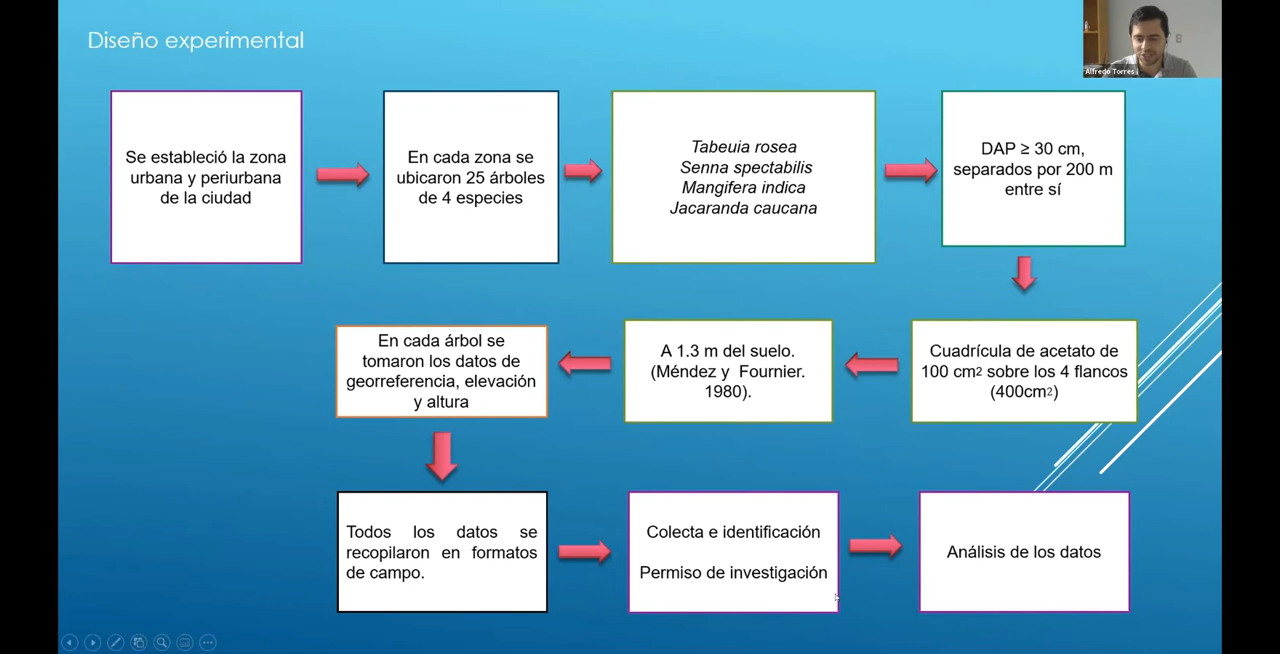 Diseño experimental
Alfredo Torres
Se estableció la zona
urbana y periurbana
de la ciudad
En cada zona se
ubicaron 25 árboles
de 4 especies
Tabeuia rosea
Senna spectabilis
Mangifera indica
Jacaranda caucana
DAP ≥ 30 cm,
separados por 200 m
entre sí
Cuadrícula de acetato de
100 cm² sobre los 4 flancos
(400cm²)
A 1.3 m del suelo.
(Méndez y Fournier.
1980).
En cada árbol se
tomaron los datos de
georreferencia, elevación
y altura
Todos los datos se
recopilaron en formatos
de campo.
Colecta e identificación
Permiso de investigación
Análisis de los datos